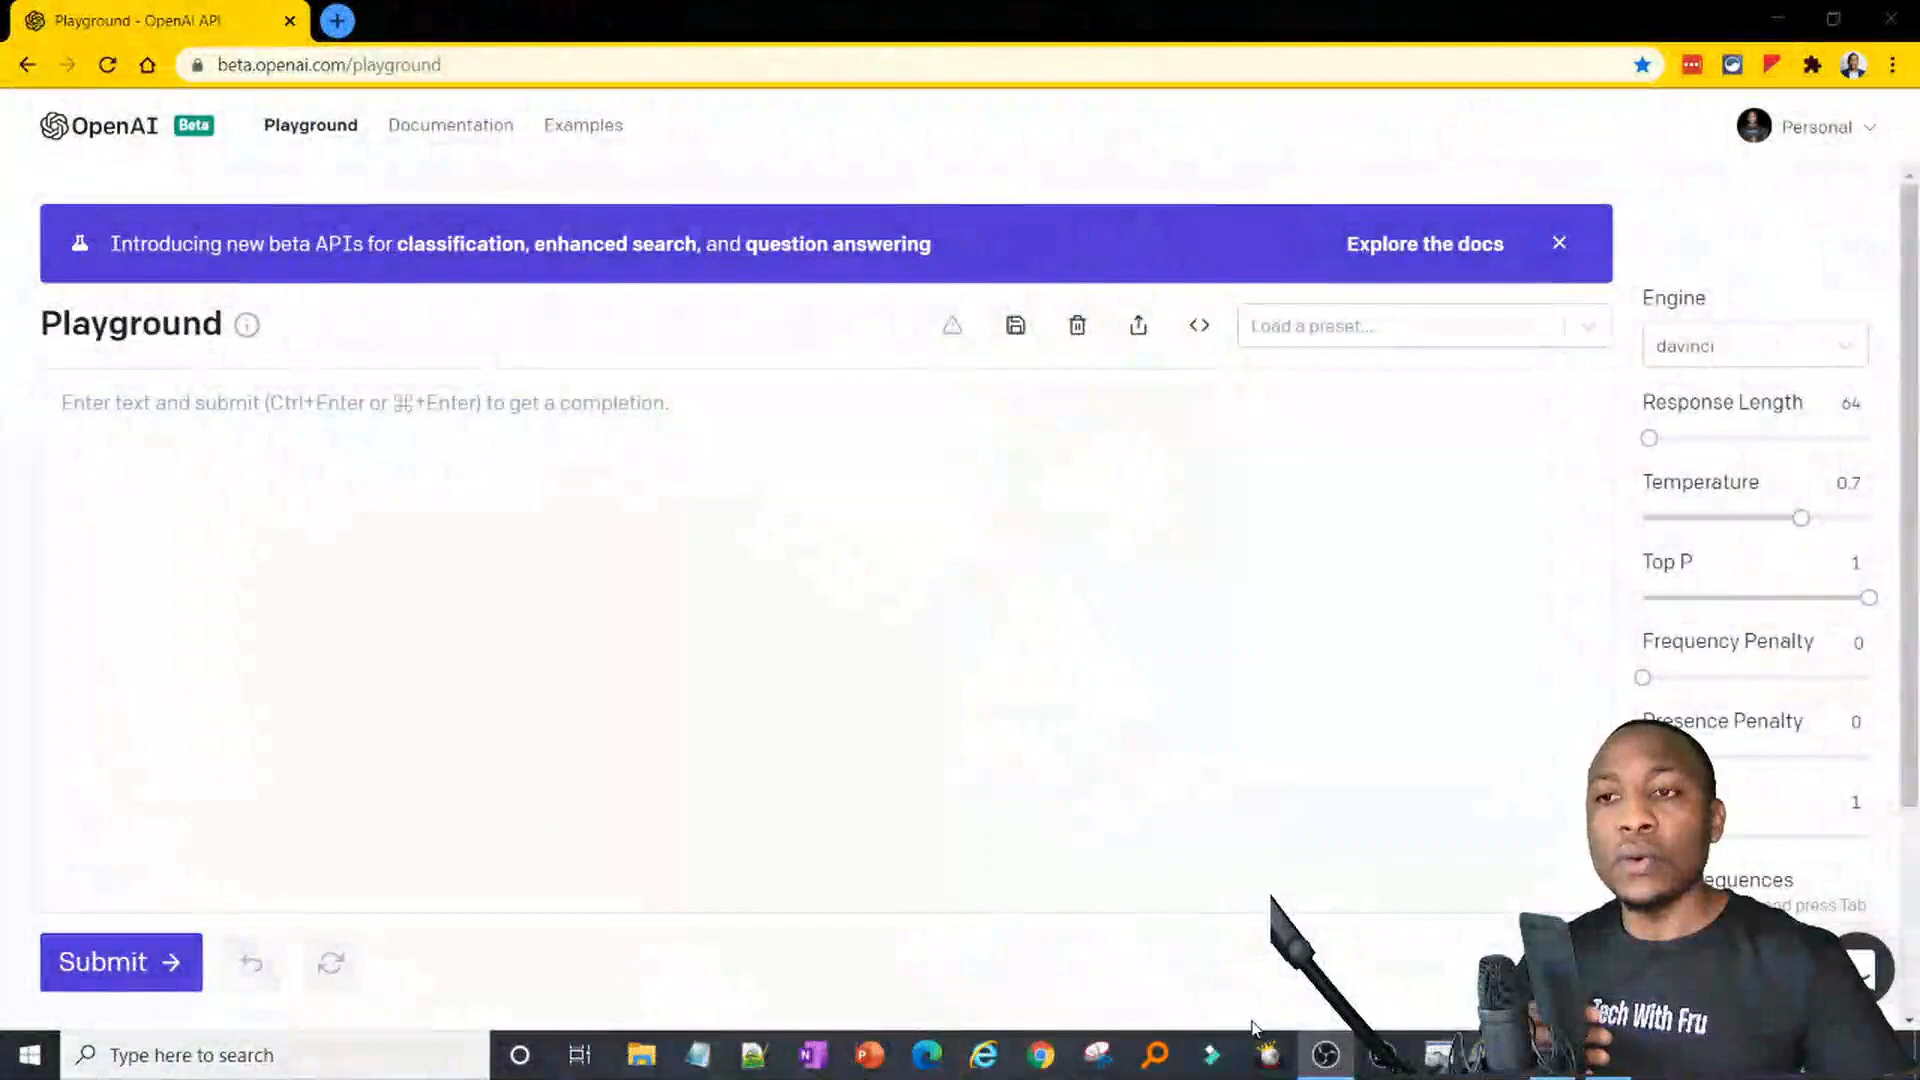 Playground - OpenAI API
beta.openai.com/playground
OpenAI Beta Playground Documentation Examples Personal
Introducing new beta APIs for classification, enhanced search, and question answering Explore the docs
Playground Load a preset...
Enter text and submit (Ctrl+Enter or ⌘+Enter) to get a completion.
Engine
davinci
Response Length 64
Temperature 0.7
Top P 1
Frequency Penalty 0
Presence Penalty 0
1
equences
and press Tab
Submit
Tech With Fru
Type here to search